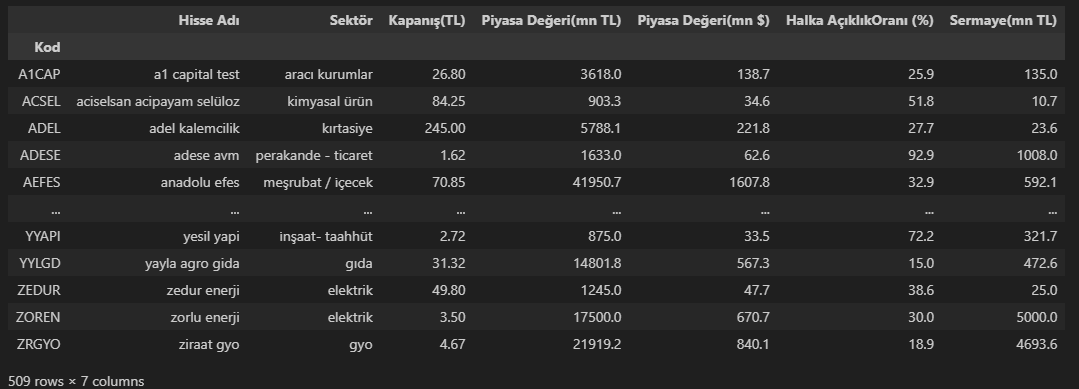 Hisse Adı Sektör Kapanış(TL) Piyasa Değeri(mn TL) Piyasa Değeri(mn $) Halka AçıklıkOranı (%) Sermaye(mn TL)
Kod
A1CAP a1 capital test aracı kurumlar 26.80 3618.0 138.7 25.9 135.0
ACSEL aciselsan acipayam selüloz kimyasal ürün 84.25 903.3 34.6 51.8 10.7
ADEL adel kalemcilik kırtasiye 245.00 5788.1 221.8 27.7 23.6
ADESE adese avm perakande - ticaret 1.62 1633.0 62.6 92.9 1008.0
AEFES anadolu efes meşrubat / içecek 70.85 41950.7 1607.8 32.9 592.1
... ... ... ... ... ... ... ...
YYAPI yesil yapi inşaat- taahhüt 2.72 875.0 33.5 72.2 321.7
YYLGD yayla agro gida gıda 31.32 14801.8 567.3 15.0 472.6
ZEDUR zedur enerji elektrik 49.80 1245.0 47.7 38.6 25.0
ZOREN zorlu enerji elektrik 3.50 17500.0 670.7 30.0 5000.0
ZRGYO ziraat gyo gyo 4.67 21919.2 840.1 18.9 4693.6
509 rows × 7 columns